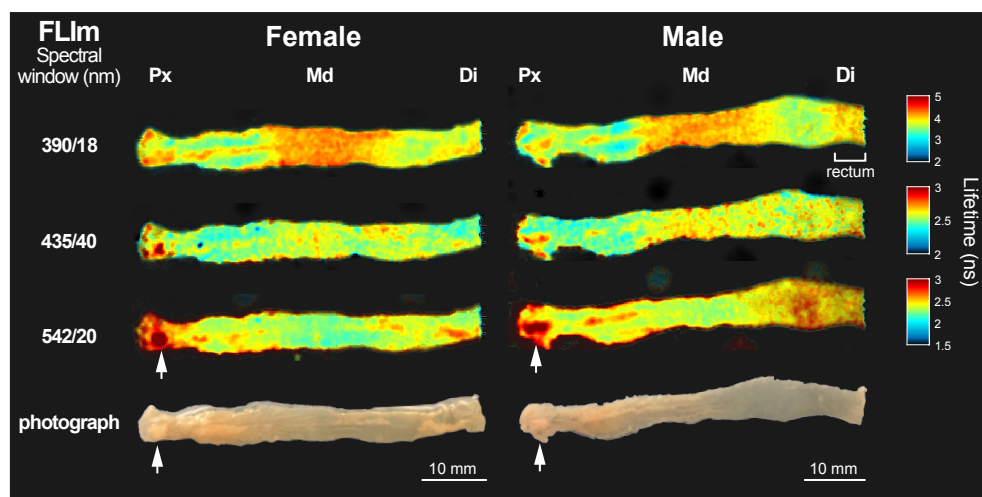 FLIm
Spectral
window (nm)
Female
Male
Px
Md
Di
Px
Md
Di
390/18
435/40
542/20
photograph
rectum
5
4
3
2
3
2.5
2
3
2.5
2
1.5
Lifetime (ns)
10 mm
10 mm